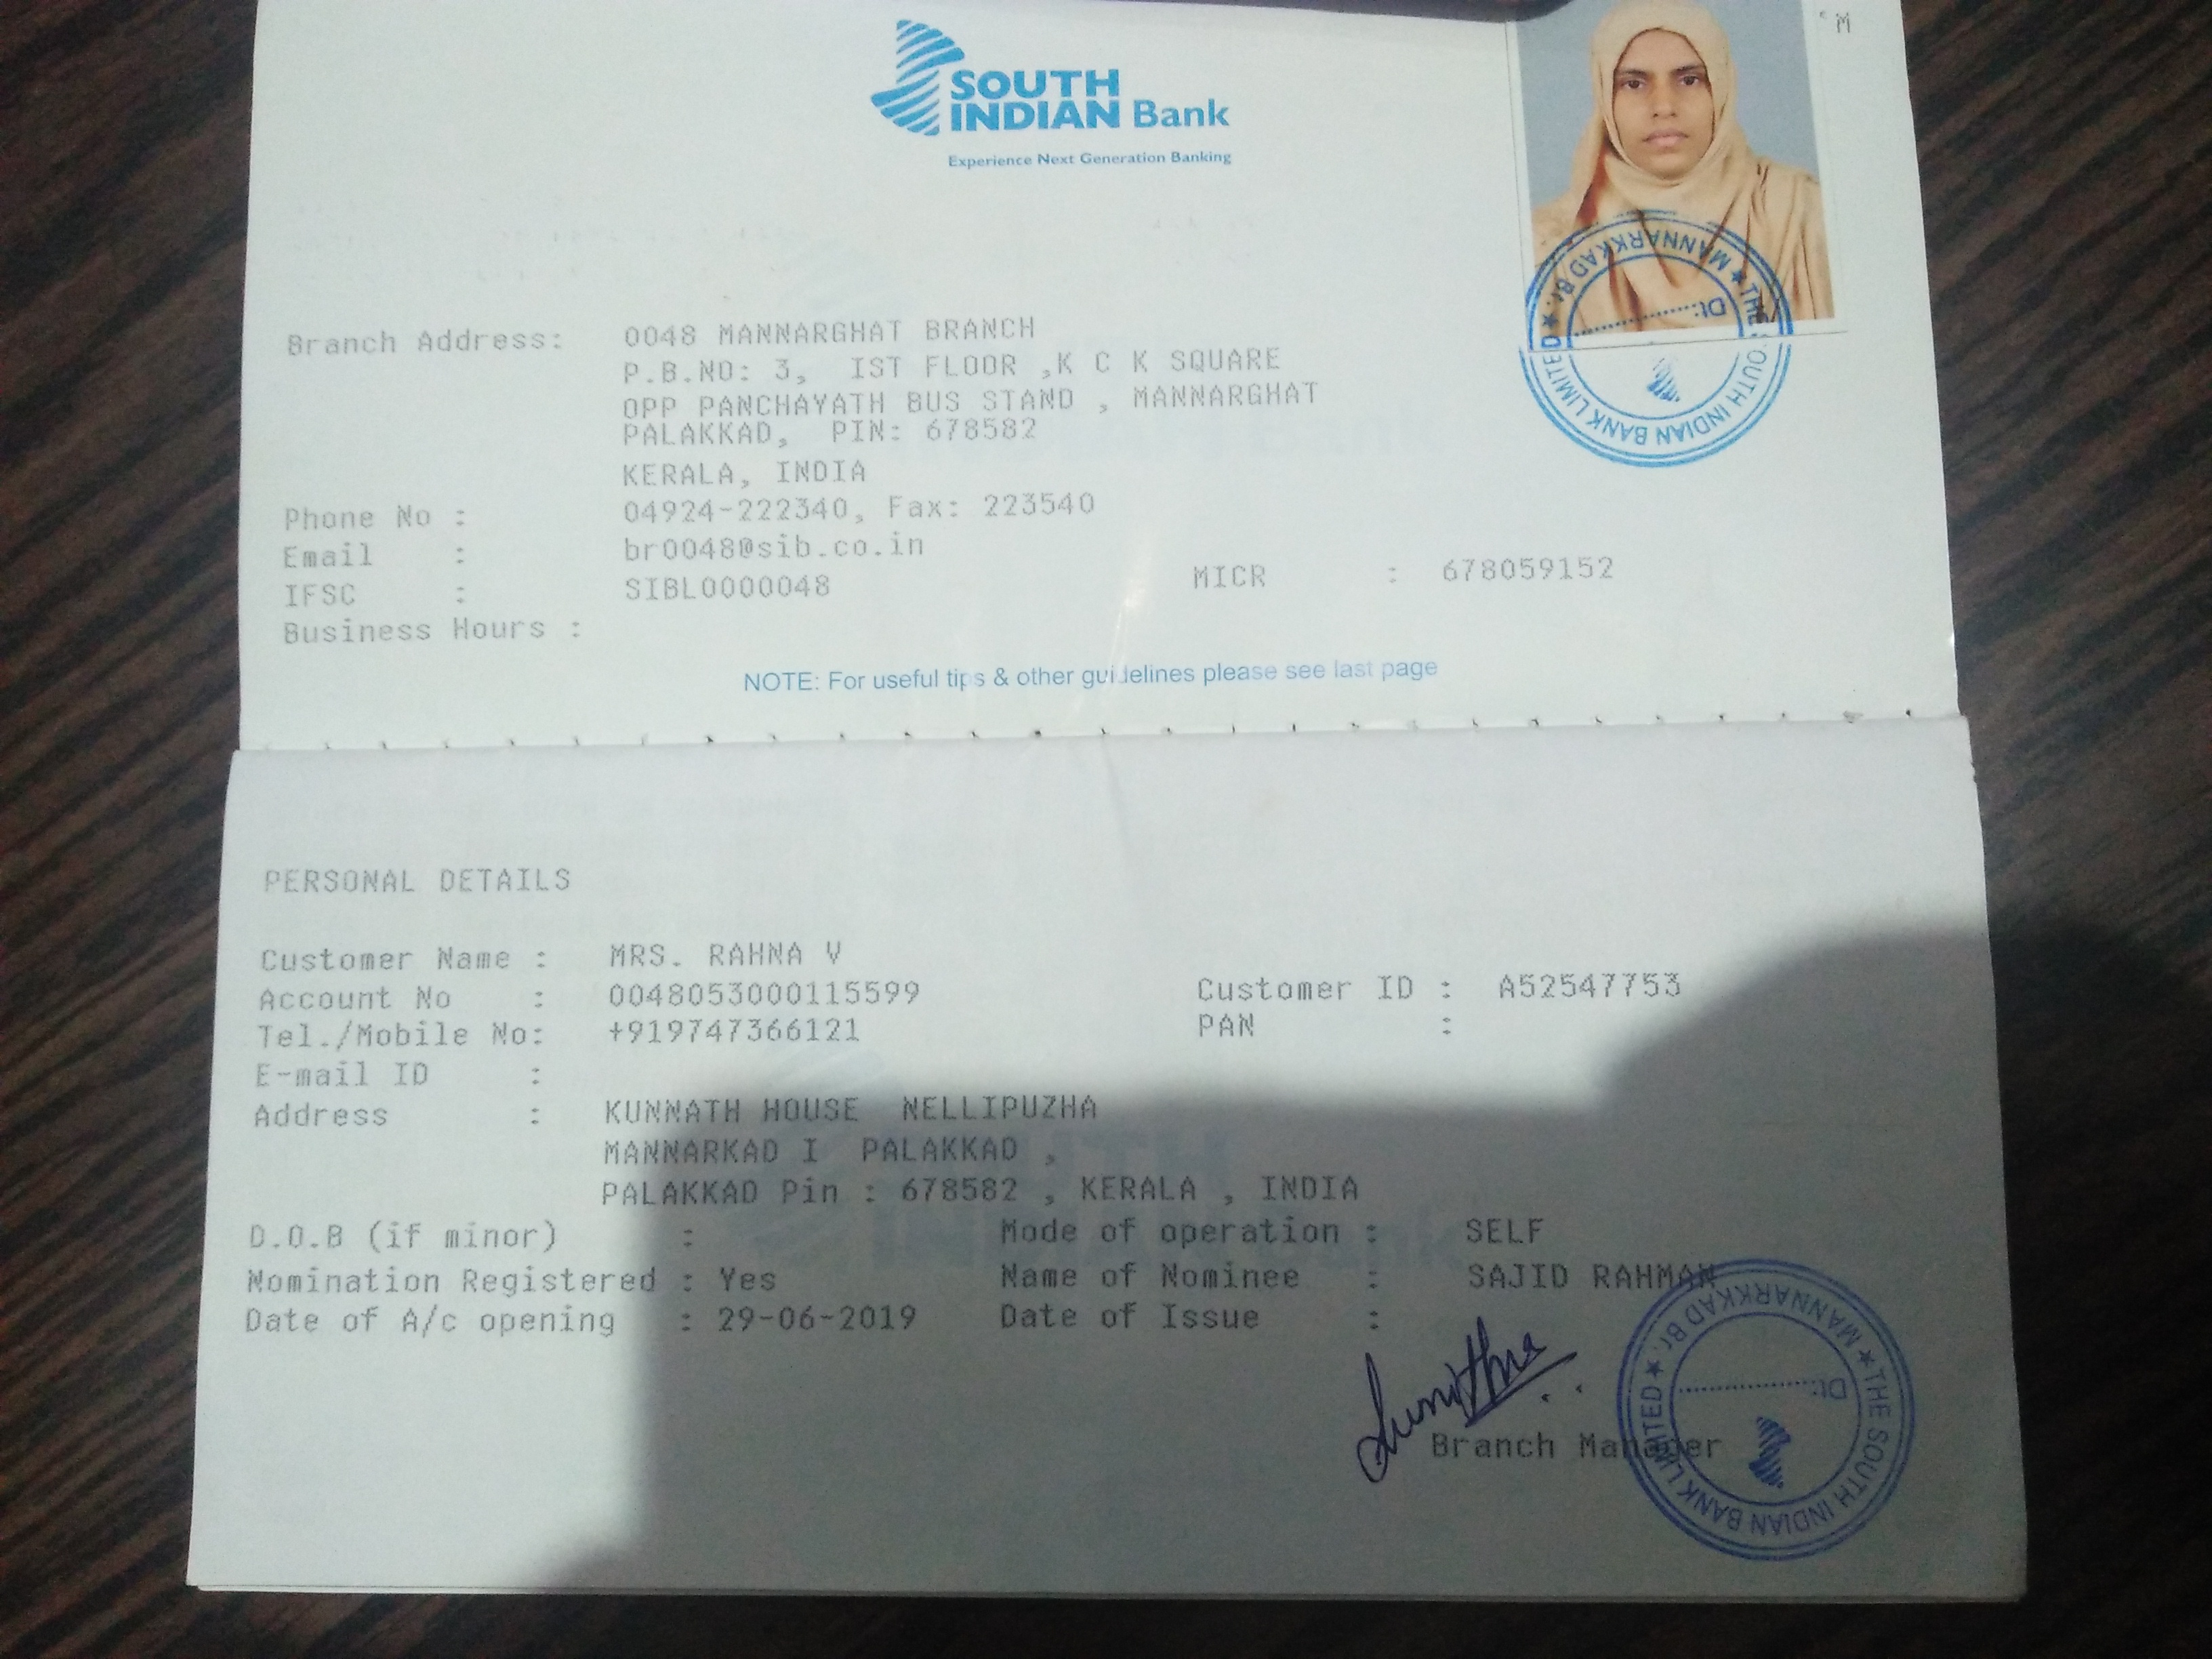 SOUTH
INDIAN Bank
Experience Next Generation Banking
Branch Address: 0048 MANNARGHAT BRANCH
P.B.NO: 3, IST FLOOR ,K C K SQUARE
OPP PANCHAYATH BUS STAND , MANNARGHAT
PALAKKAD, PIN: 678582
KERALA, INDIA
Phone No : 04924-222340, Fax: 223540
Email : br0048@sib.co.in
IFSC : SIBL0000048 MICR : 678059152
Business Hours :
NOTE: For useful tips & other guidelines please see last page
★ THE SOUTH INDIAN BANK LIMITED ★ MANNARKKAD Br.
Dt:
PERSONAL DETAILS
Customer Name : MRS. RAHNA V
Account No : 0048053000115599 Customer ID : A52547753
Tel./Mobile No: +919747366121 PAN :
E-mail ID :
Address : KUNNATH HOUSE NELLIPUZHA
MANNARKAD I PALAKKAD ,
PALAKKAD Pin : 678582 , KERALA , INDIA
D.O.B (if minor) : Mode of operation : SELF
Nomination Registered : Yes Name of Nominee : SAJID RAHMAN
Date of A/c opening : 29-06-2019 Date of Issue :
Sunitha
Branch Manager
★ THE SOUTH INDIAN BANK LIMITED ★ MANNARKKAD Br.
Dt: